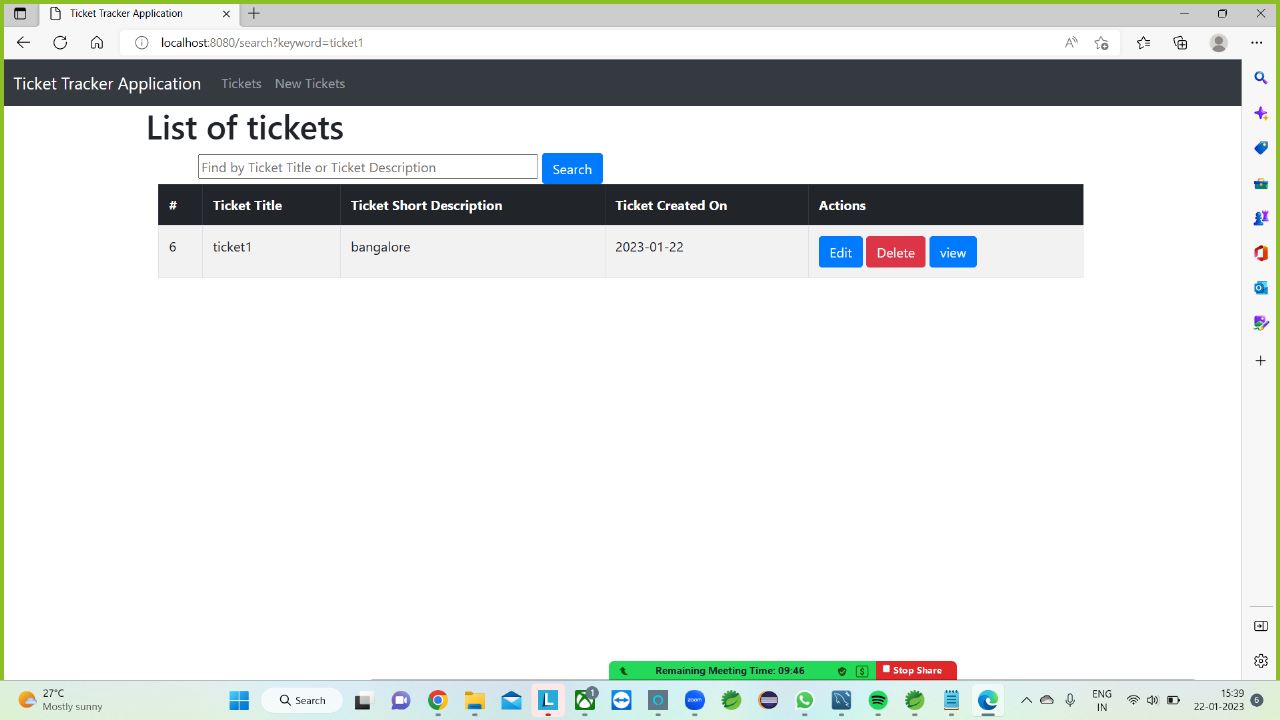 Ticket Tracker Application
localhost:8080/search?keyword=ticket1
Ticket Tracker Application Tickets New Tickets
List of tickets
Find by Ticket Title or Ticket Description Search
# Ticket Title Ticket Short Description Ticket Created On Actions
6 ticket1 bangalore 2023-01-22 Edit Delete view
Remaining Meeting Time: 09:46 Stop Share
27°C
Mostly sunny
Search
L
1
zoom
ENG
IN
15:39
22-01-2023
6